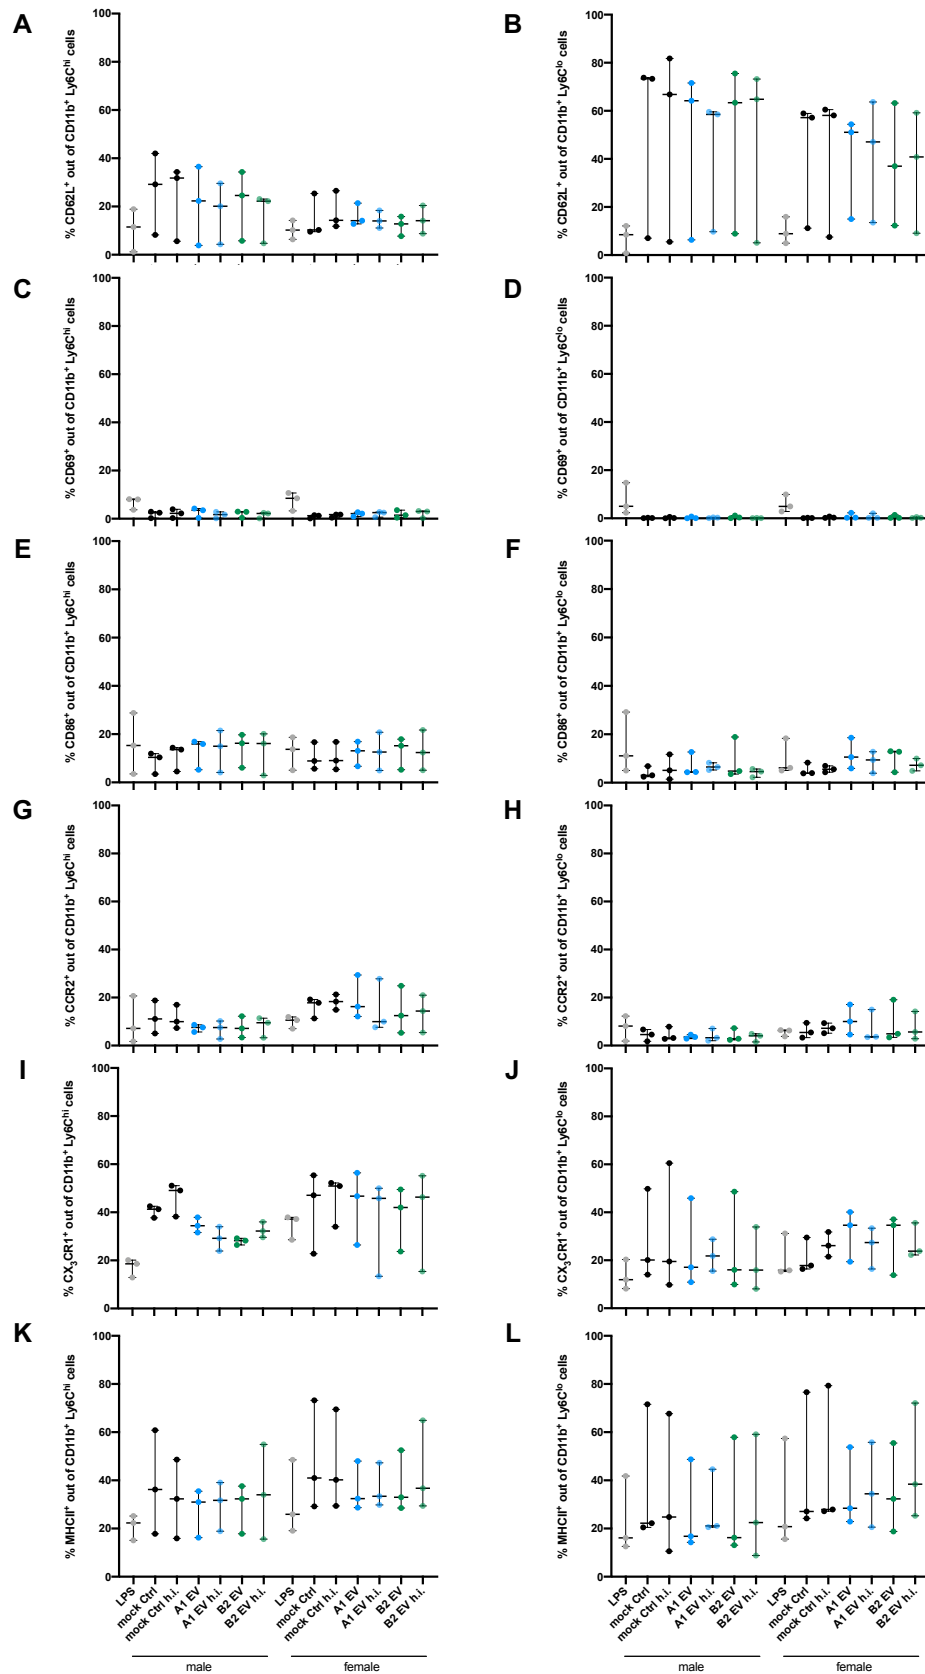 A
% CD62L⁺ out of CD11b⁺ Ly6Cʰⁱ cells
100
80
60
40
20
0
B
% CD62L⁺ out of CD11b⁺ Ly6Cˡᵒ cells
100
80
60
40
20
0
C
% CD69⁺ out of CD11b⁺ Ly6Cʰⁱ cells
100
80
60
40
20
0
D
% CD69⁺ out of CD11b⁺ Ly6Cˡᵒ cells
100
80
60
40
20
0
E
% CD86⁺ out of CD11b⁺ Ly6Cʰⁱ cells
100
80
60
40
20
0
F
% CD86⁺ out of CD11b⁺ Ly6Cˡᵒ cells
100
80
60
40
20
0
G
% CCR2⁺ out of CD11b⁺ Ly6Cʰⁱ cells
100
80
60
40
20
0
H
% CCR2⁺ out of CD11b⁺ Ly6Cˡᵒ cells
100
80
60
40
20
0
I
% CX₃CR1⁺ out of CD11b⁺ Ly6Cʰⁱ cells
100
80
60
40
20
0
J
% CX₃CR1⁺ out of CD11b⁺ Ly6Cˡᵒ cells
100
80
60
40
20
0
K
% MHCII⁺ out of CD11b⁺ Ly6Cʰⁱ cells
100
80
60
40
20
0
LPS
mock Ctrl
mock Ctrl h.i.
A1 EV
A1 EV h.i.
B2 EV
B2 EV h.i.
LPS
mock Ctrl
mock Ctrl h.i.
A1 EV
A1 EV h.i.
B2 EV
B2 EV h.i.
male
female
L
% MHCII⁺ out of CD11b⁺ Ly6Cˡᵒ cells
100
80
60
40
20
0
LPS
mock Ctrl
mock Ctrl h.i.
A1 EV
A1 EV h.i.
B2 EV
B2 EV h.i.
LPS
mock Ctrl
mock Ctrl h.i.
A1 EV
A1 EV h.i.
B2 EV
B2 EV h.i.
male
female